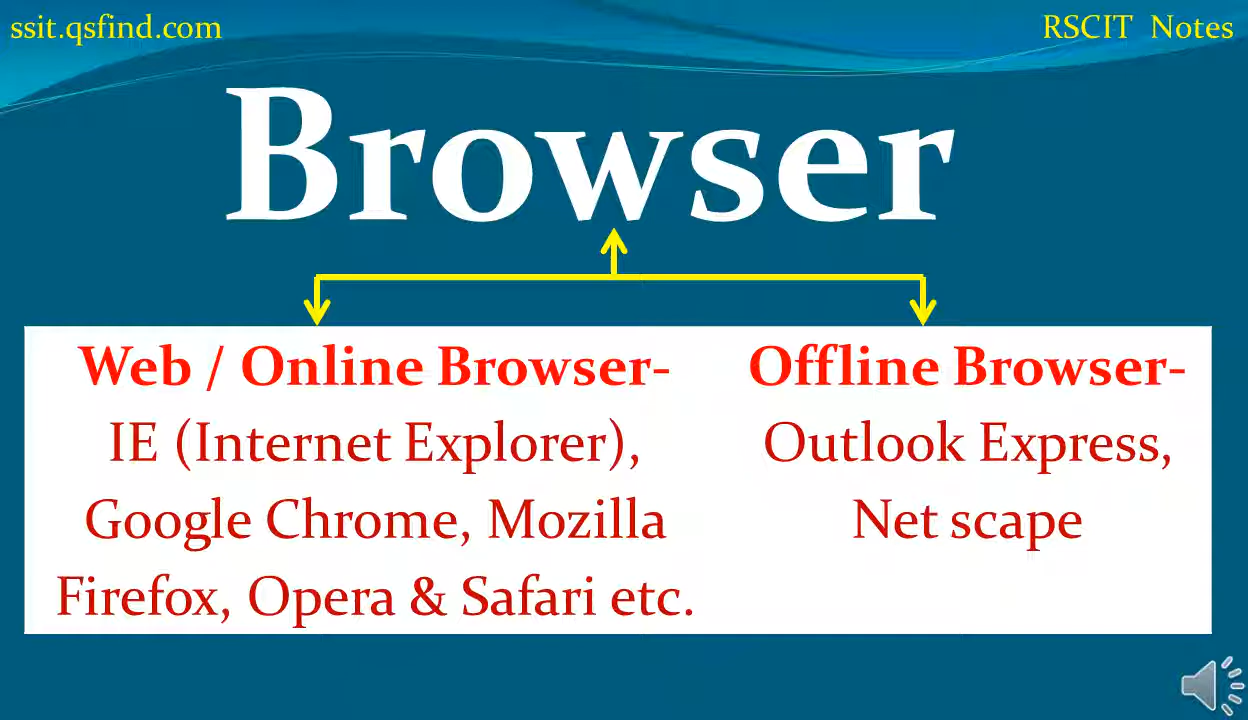 ssit.qsfind.com
RSCIT Notes
Browser
Web / Online Browser-
IE (Internet Explorer),
Google Chrome, Mozilla
Firefox, Opera & Safari etc.
Offline Browser-
Outlook Express,
Net scape